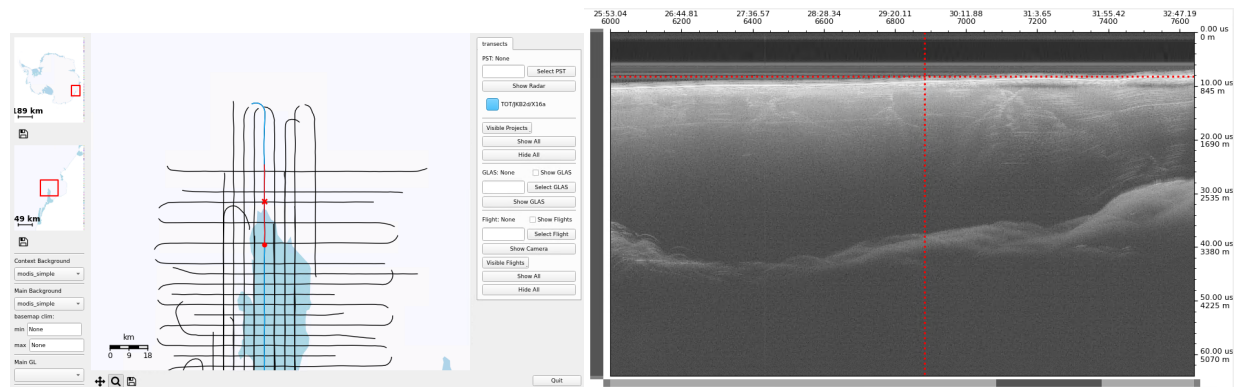 189 km
49 km
Context Background
modis_simple
Main Background
modis_simple
basemap clim:
min None
max None
Main GL
km
0 9 18
transects
PST: None
Select PST
Show Radar
TOT/JKB2d/X16a
Visible Projects
Show All
Hide All
GLAS: None Show GLAS
Select GLAS
Show GLAS
Flight: None Show Flights
Select Flight
Show Camera
Visible Flights
Show All
Hide All
Quit
25:53.04 26:44.81 27:36.57 28:28.34 29:20.11 30:11.88 31:3.65 31:55.42 32:47.19
6000 6200 6400 6600 6800 7000 7200 7400 7600
0.00 us
0 m
10.00 us
845 m
20.00 us
1690 m
30.00 us
2535 m
40.00 us
3380 m
50.00 us
4225 m
60.00 us
5070 m